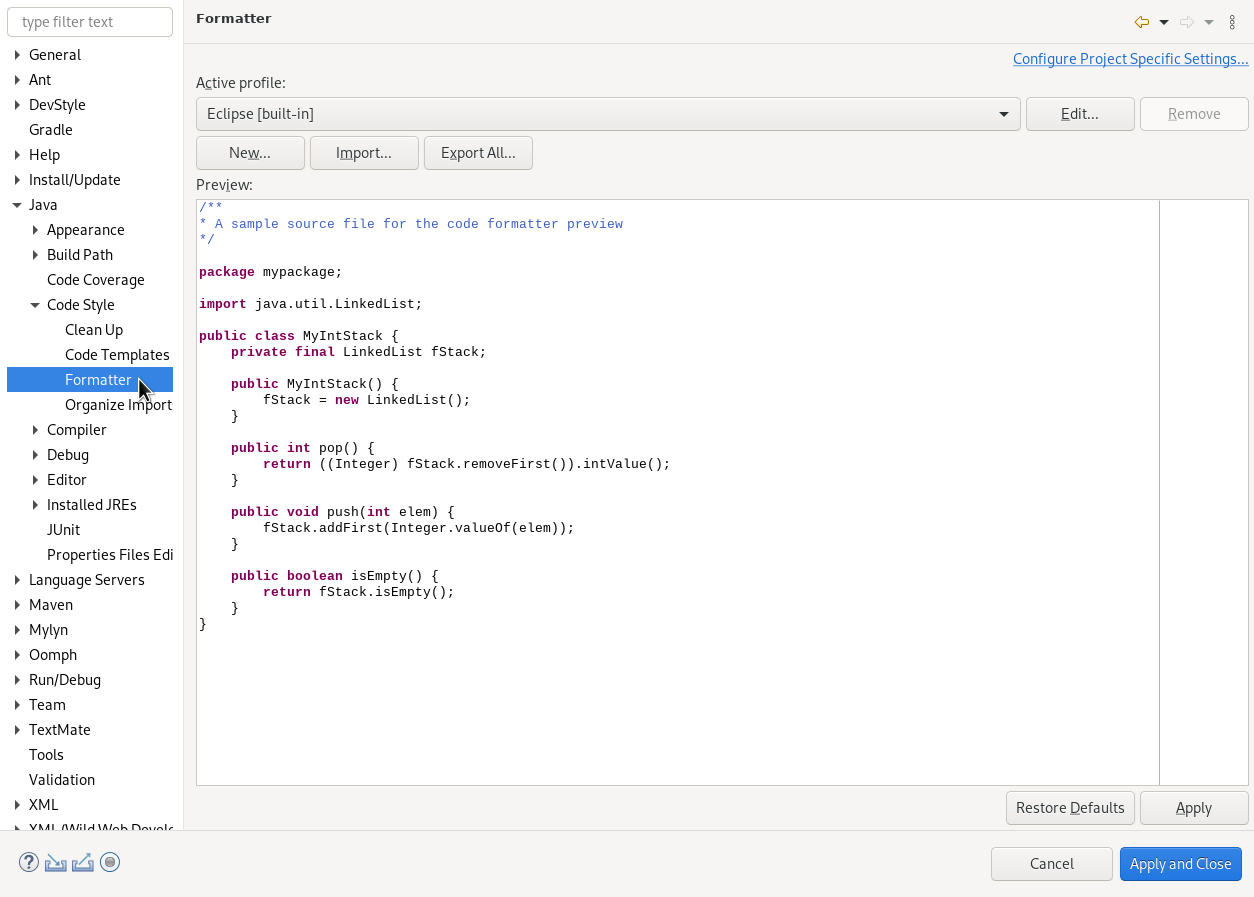 type filter text
General
Ant
DevStyle
Gradle
Help
Install/Update
Java
Appearance
Build Path
Code Coverage
Code Style
Clean Up
Code Templates
Formatter
Organize Import
Compiler
Debug
Editor
Installed JREs
JUnit
Properties Files Edi
Language Servers
Maven
Mylyn
Oomph
Run/Debug
Team
TextMate
Tools
Validation
XML
XML(Wild Web Develo
Formatter
Configure Project Specific Settings...
Active profile:
Eclipse [built-in]
Edit...
Remove
New...
Import...
Export All...
Preview:
/**
* A sample source file for the code formatter preview
*/
package mypackage;
import java.util.LinkedList;
public class MyIntStack {
    private final LinkedList fStack;
    public MyIntStack() {
        fStack = new LinkedList();
    }
    public int pop() {
        return ((Integer) fStack.removeFirst()).intValue();
    }
    public void push(int elem) {
        fStack.addFirst(Integer.valueOf(elem));
    }
    public boolean isEmpty() {
        return fStack.isEmpty();
    }
}
Restore Defaults
Apply
?
Cancel
Apply and Close